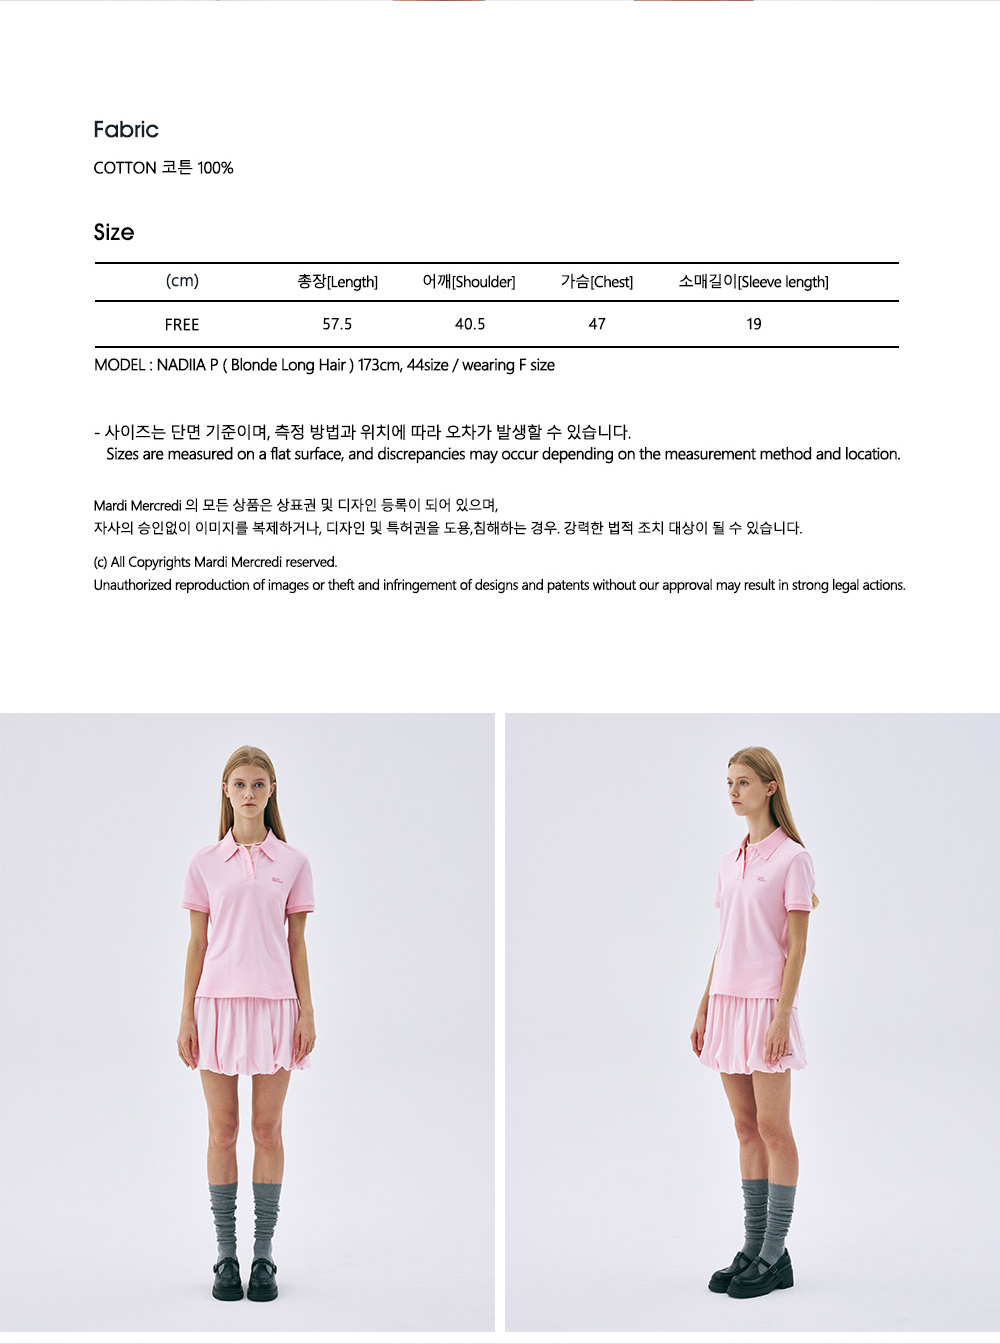 Fabric
COTTON 코튼 100%
Size
(cm) 총장[Length] 어깨[Shoulder] 가슴[Chest] 소매길이[Sleeve length]
FREE 57.5 40.5 47 19
MODEL : NADIIA P ( Blonde Long Hair ) 173cm, 44size / wearing F size
- 사이즈는 단면 기준이며, 측정 방법과 위치에 따라 오차가 발생할 수 있습니다.
Sizes are measured on a flat surface, and discrepancies may occur depending on the measurement method and location.
Mardi Mercredi 의 모든 상품은 상표권 및 디자인 등록이 되어 있으며,
자사의 승인없이 이미지를 복제하거나, 디자인 및 특허권을 도용,침해하는 경우. 강력한 법적 조치 대상이 될 수 있습니다.
(c) All Copyrights Mardi Mercredi reserved.
Unauthorized reproduction of images or theft and infringement of designs and patents without our approval may result in strong legal actions.